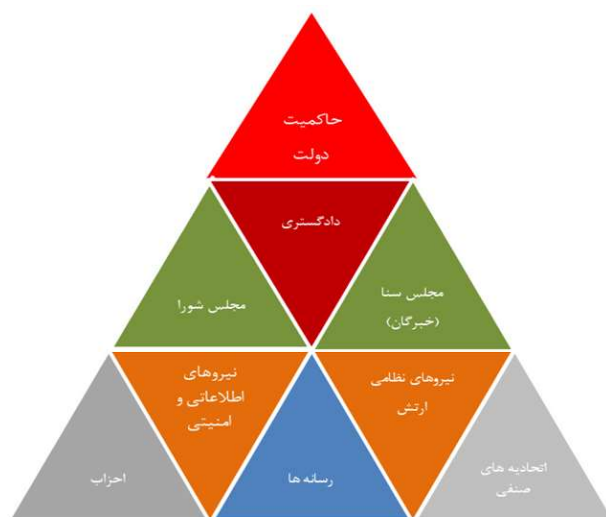 حاکمیت
دولت
دادگستری
مجلس سنا
(خبرگان)
مجلس شورا
نیروهای نظامی
ارتش
نیروهای
اطلاعاتی و
امنیتی
اتحادیه های
صنفی
رسانه ها
احزاب